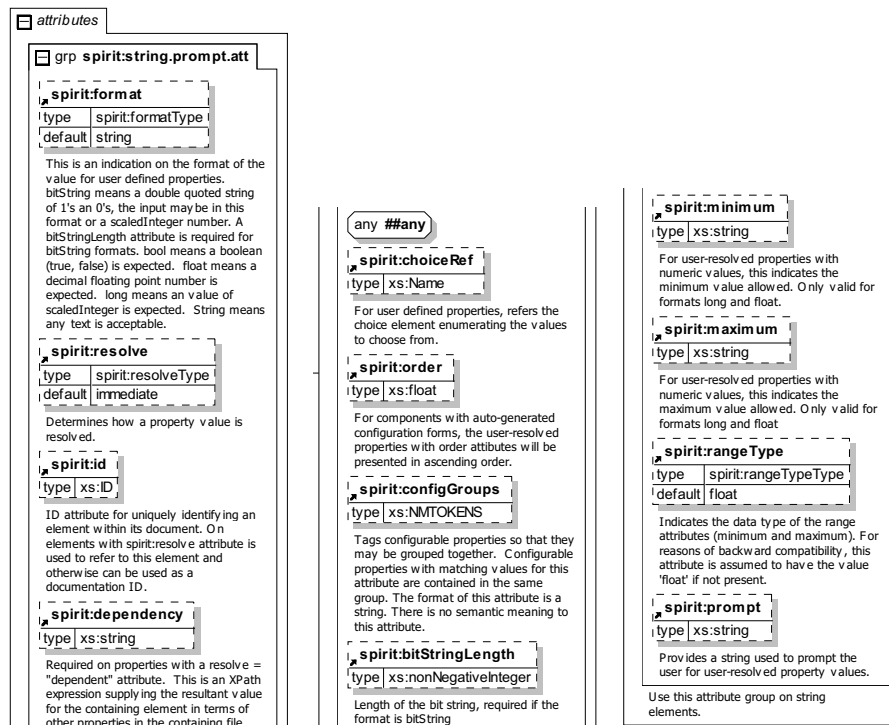 attributes
grp spirit:string.prompt.att
spirit:format
type spirit:formatType
default string
This is an indication on the format of the
value for user defined properties.
bitString means a double quoted string
of 1's an 0's, the input may be in this
format or a scaledInteger number. A
bitStringLength attribute is required for
bitString formats. bool means a boolean
(true, false) is expected. float means a
decimal floating point number is
expected. long means an value of
scaledInteger is expected. String means
any text is acceptable.
spirit:resolve
type spirit:resolveType
default immediate
Determines how a property value is
resolved.
spirit:id
type xs:ID
ID attribute for uniquely identifying an
element within its document. On
elements with spirit:resolve attribute is
used to refer to this element and
otherwise can be used as a
documentation ID.
spirit:dependency
type xs:string
Required on properties with a resolve =
"dependent" attribute. This is an XPath
expression supplying the resultant value
for the containing element in terms of
other properties in the containing file
any ##any
spirit:choiceRef
type xs:Name
For user defined properties, refers the
choice element enumerating the values
to choose from.
spirit:order
type xs:float
For components with auto-generated
configuration forms, the user-resolved
properties with order attibutes will be
presented in ascending order.
spirit:configGroups
type xs:NMTOKENS
Tags configurable properties so that they
may be grouped together. Configurable
properties with matching values for this
attribute are contained in the same
group. The format of this attribute is a
string. There is no semantic meaning to
this attribute.
spirit:bitStringLength
type xs:nonNegativeInteger
Length of the bit string, required if the
format is bitString
spirit:minimum
type xs:string
For user-resolved properties with
numeric values, this indicates the
minimum value allowed. Only valid for
formats long and float.
spirit:maximum
type xs:string
For user-resolved properties with
numeric values, this indicates the
maximum value allowed. Only valid for
formats long and float
spirit:rangeType
type spirit:rangeTypeType
default float
Indicates the data type of the range
attributes (minimum and maximum). For
reasons of backward compatibility, this
attribute is assumed to have the value
'float' if not present.
spirit:prompt
type xs:string
Provides a string used to prompt the
user for user-resolved property values.
Use this attribute group on string
elements.